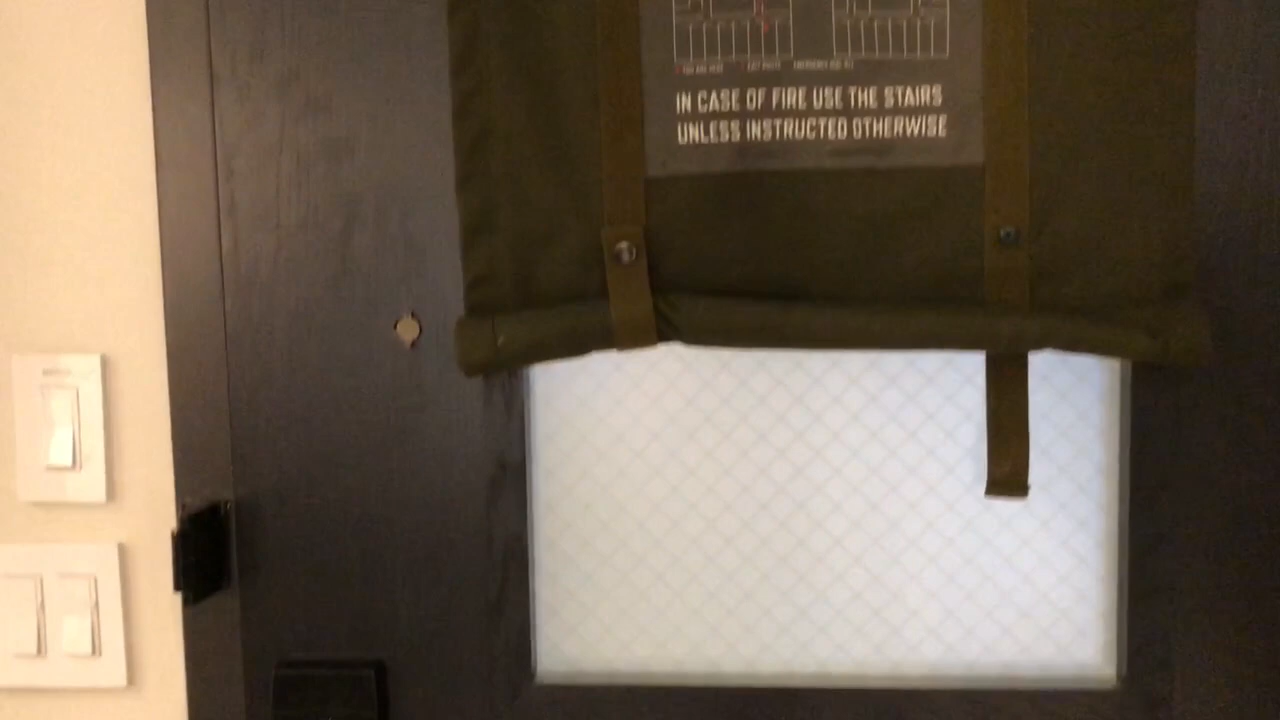 IN CASE OF FIRE USE THE STAIRS
UNLESS INSTRUCTED OTHERWISE